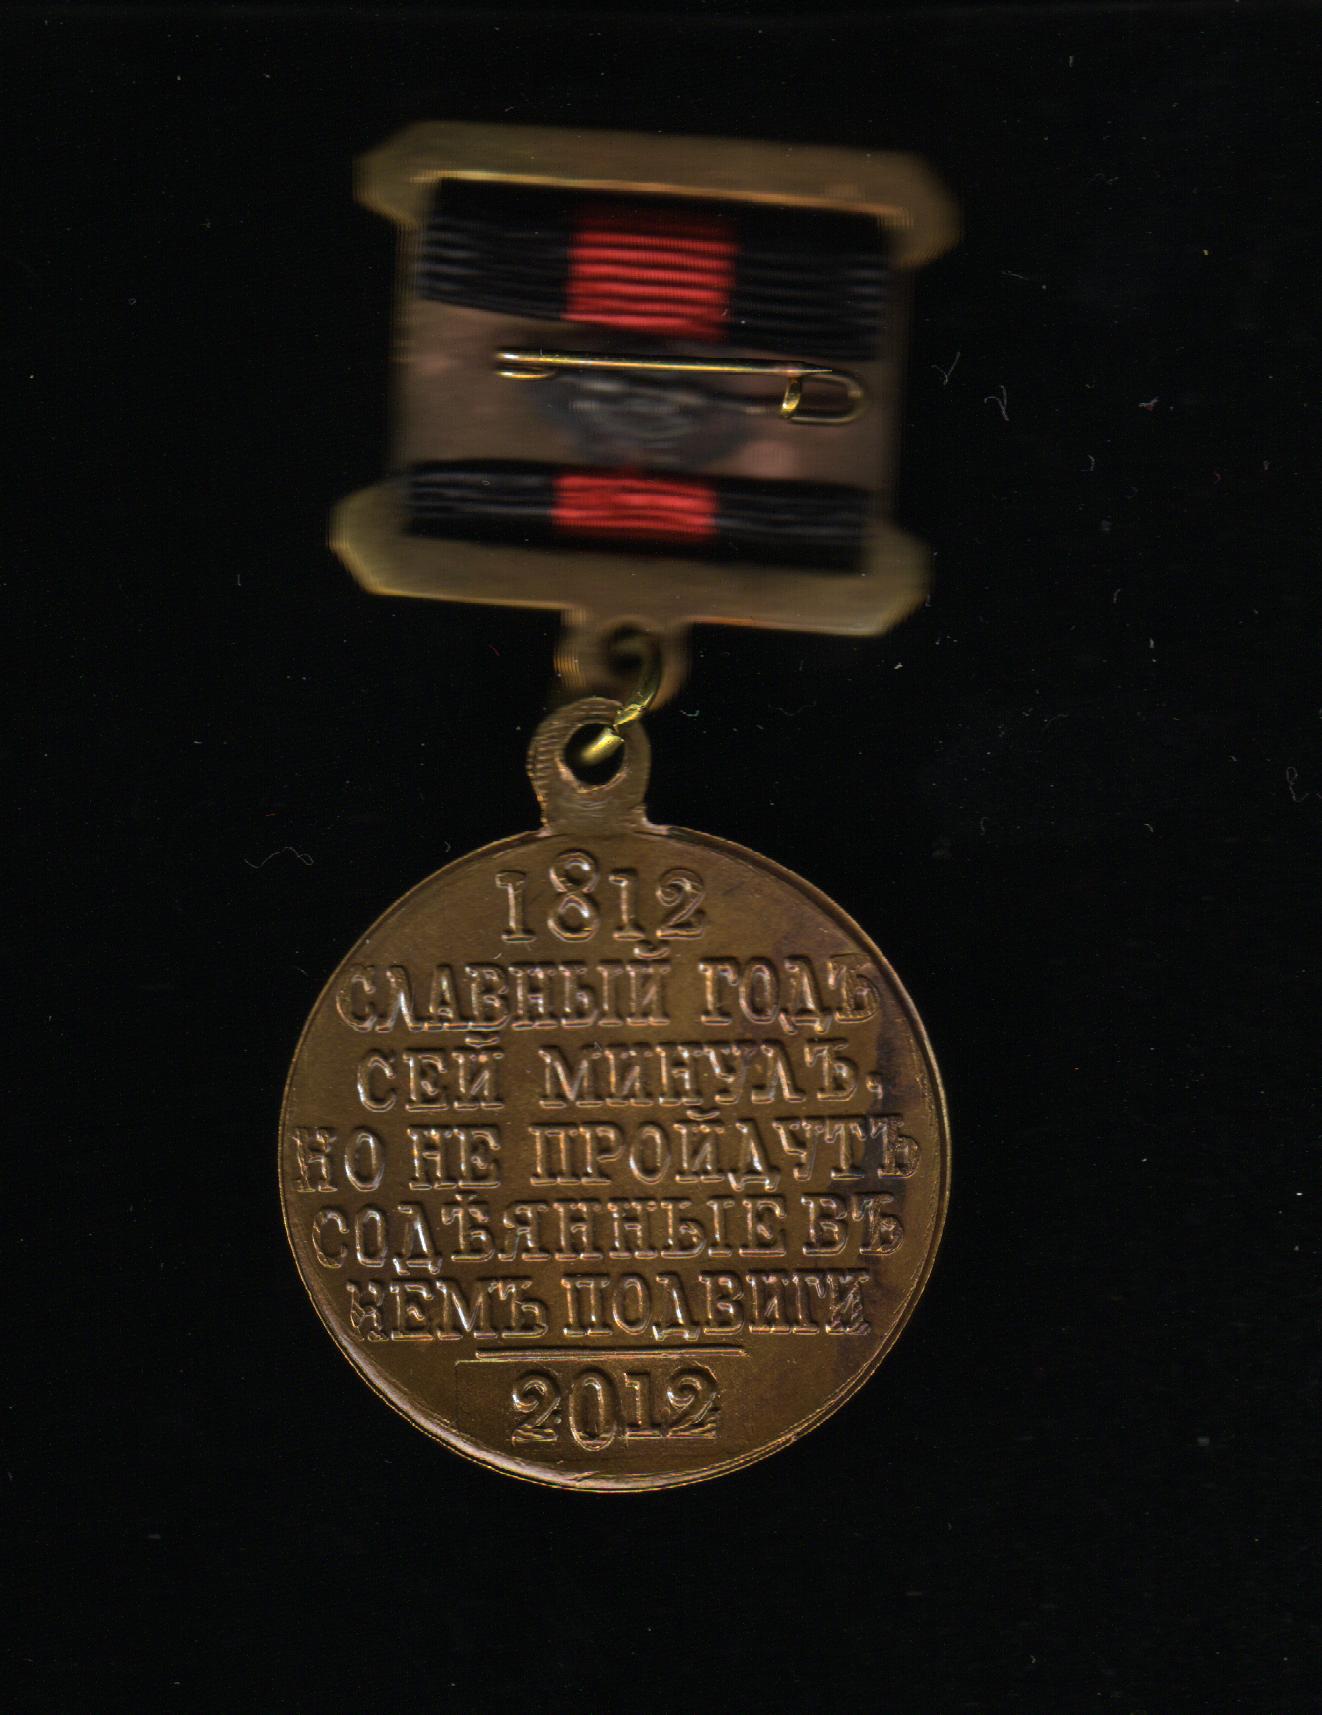 1812
СЛАВНЫЙ ГОДЪ
СЕЙ МИНУЛЪ,
НО НЕ ПРОЙДУТЪ
СОДѢЯННЫЕ ВЪ
НЕМЪ ПОДВИГИ
2012